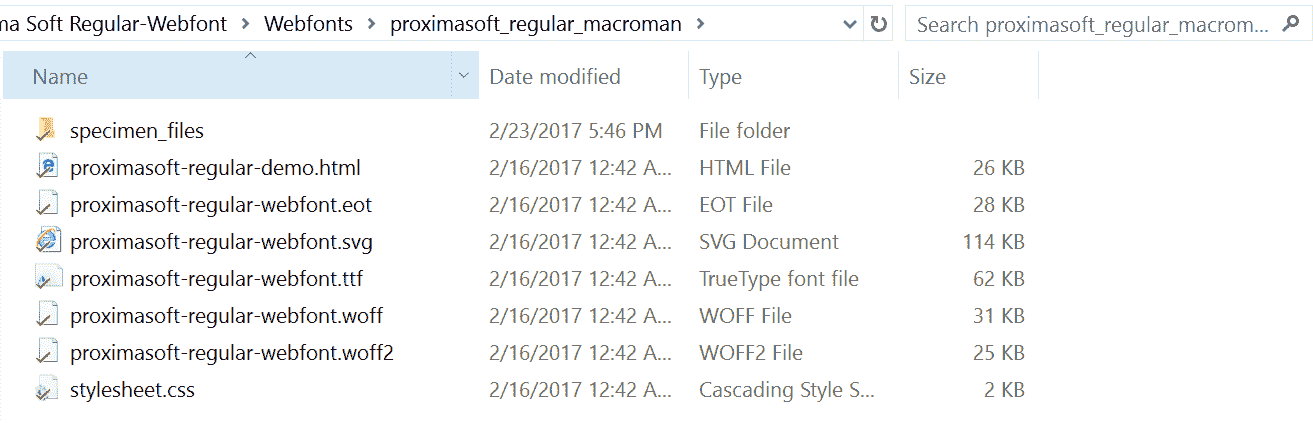 ma Soft Regular-Webfont > Webfonts > proximasoft_regular_macroman > Search proximasoft_regular_macrom...
Name Date modified Type Size
specimen_files 2/23/2017 5:46 PM File folder
proximasoft-regular-demo.html 2/16/2017 12:42 A... HTML File 26 KB
proximasoft-regular-webfont.eot 2/16/2017 12:42 A... EOT File 28 KB
proximasoft-regular-webfont.svg 2/16/2017 12:42 A... SVG Document 114 KB
proximasoft-regular-webfont.ttf 2/16/2017 12:42 A... TrueType font file 62 KB
proximasoft-regular-webfont.woff 2/16/2017 12:42 A... WOFF File 31 KB
proximasoft-regular-webfont.woff2 2/16/2017 12:42 A... WOFF2 File 25 KB
stylesheet.css 2/16/2017 12:42 A... Cascading Style S... 2 KB